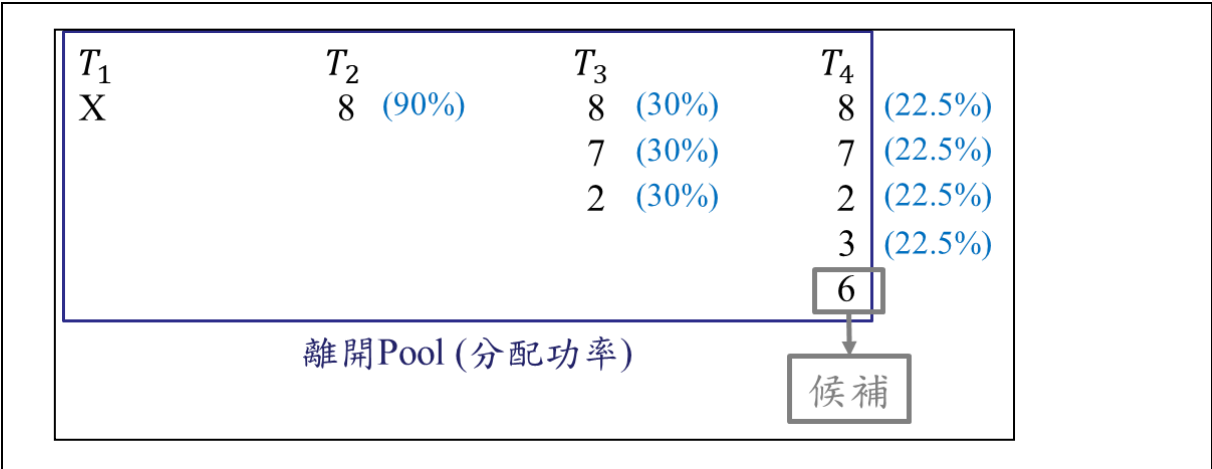 T₁ T₂ T₃ T₄
X 8 (90%) 8 (30%) 8 (22.5%)
7 (30%) 7 (22.5%)
2 (30%) 2 (22.5%)
3 (22.5%)
6
離開Pool (分配功率)
候補